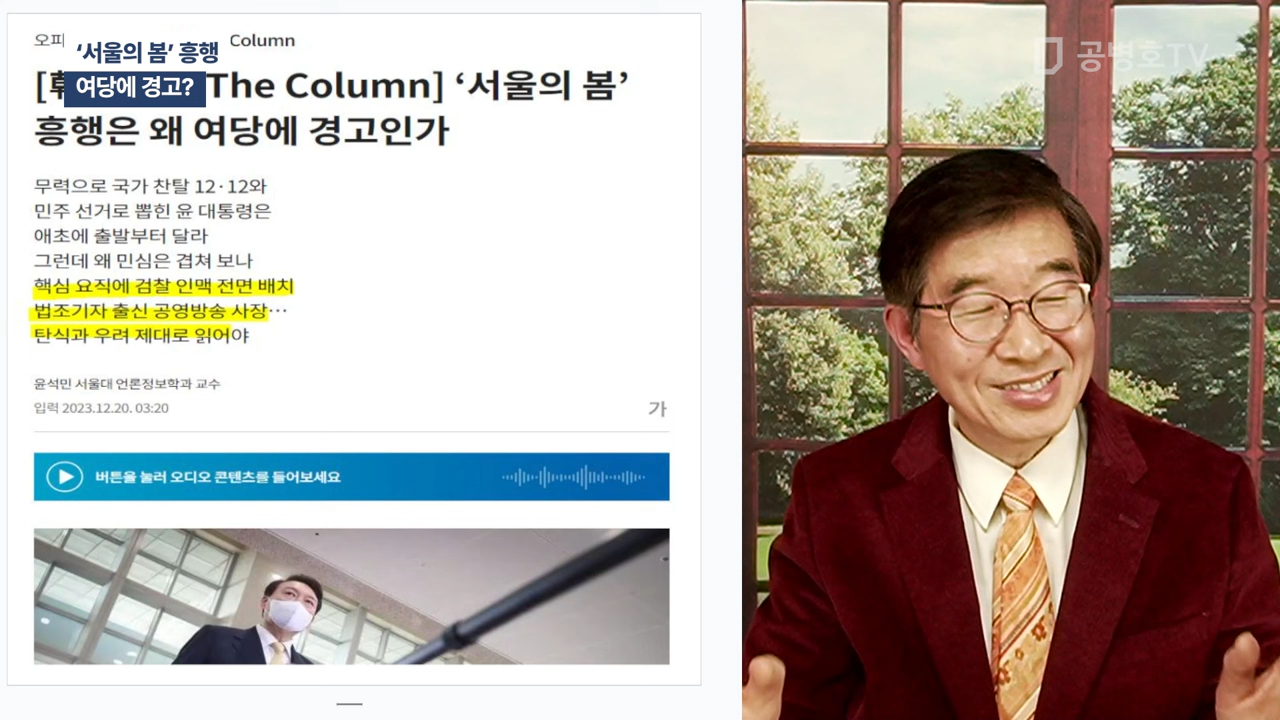 오피
Column
‘서울의 봄’ 흥행
여당에 경고?
The Column] ‘서울의 봄’
흥행은 왜 여당에 경고인가
무력으로 국가 찬탈 12·12와
민주 선거로 뽑힌 윤 대통령은
애초에 출발부터 달라
그런데 왜 민심은 겹쳐 보나
핵심 요직에 검찰 인맥 전면 배치
법조기자 출신 공영방송 사장…
탄식과 우려 제대로 읽어야
윤석민 서울대 언론정보학과 교수
입력 2023.12.20. 03:20
가
버튼을 눌러 오디오 콘텐츠를 들어보세요
공병호TV